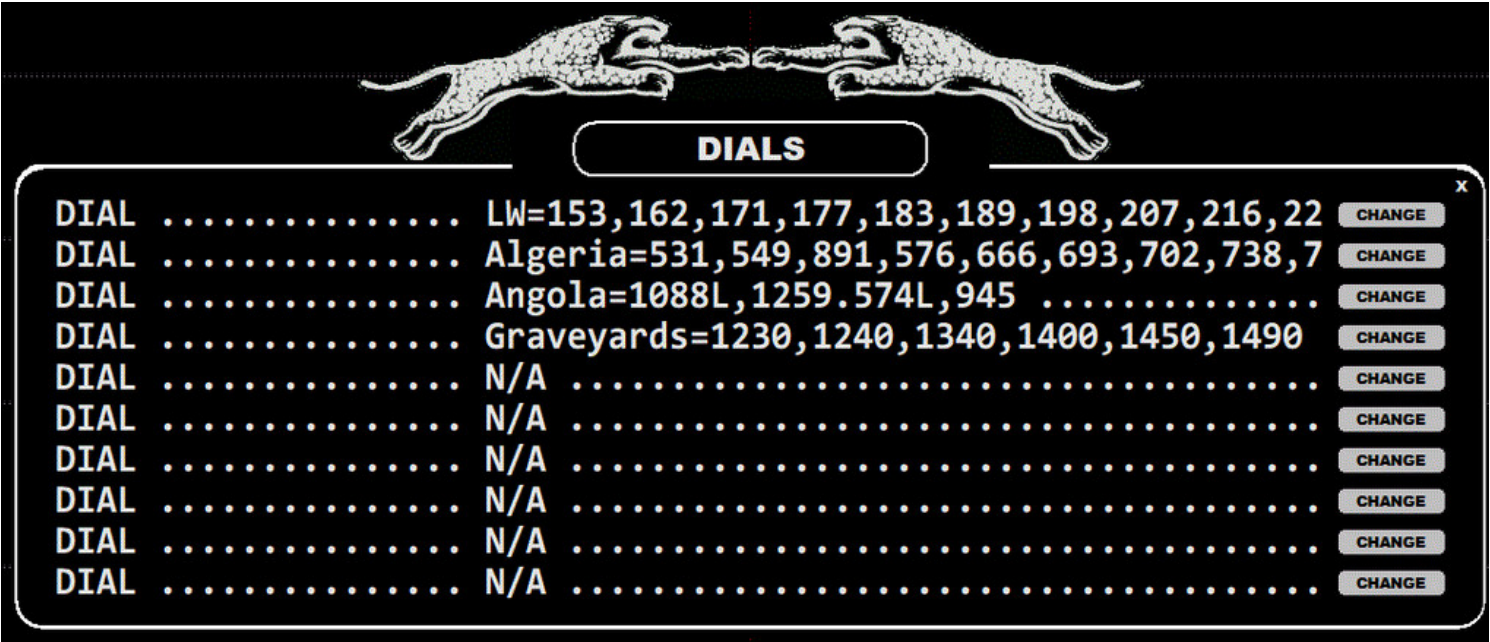 DIALS
x
DIAL ............... LW=153,162,171,177,183,189,198,207,216,22 CHANGE
DIAL ............... Algeria=531,549,891,576,666,693,702,738,7 CHANGE
DIAL ............... Angola=1088L,1259.574L,945 .............. CHANGE
DIAL ............... Graveyards=1230,1240,1340,1400,1450,1490 CHANGE
DIAL ............... N/A ..................................... CHANGE
DIAL ............... N/A ..................................... CHANGE
DIAL ............... N/A ..................................... CHANGE
DIAL ............... N/A ..................................... CHANGE
DIAL ............... N/A ..................................... CHANGE
DIAL ............... N/A ..................................... CHANGE